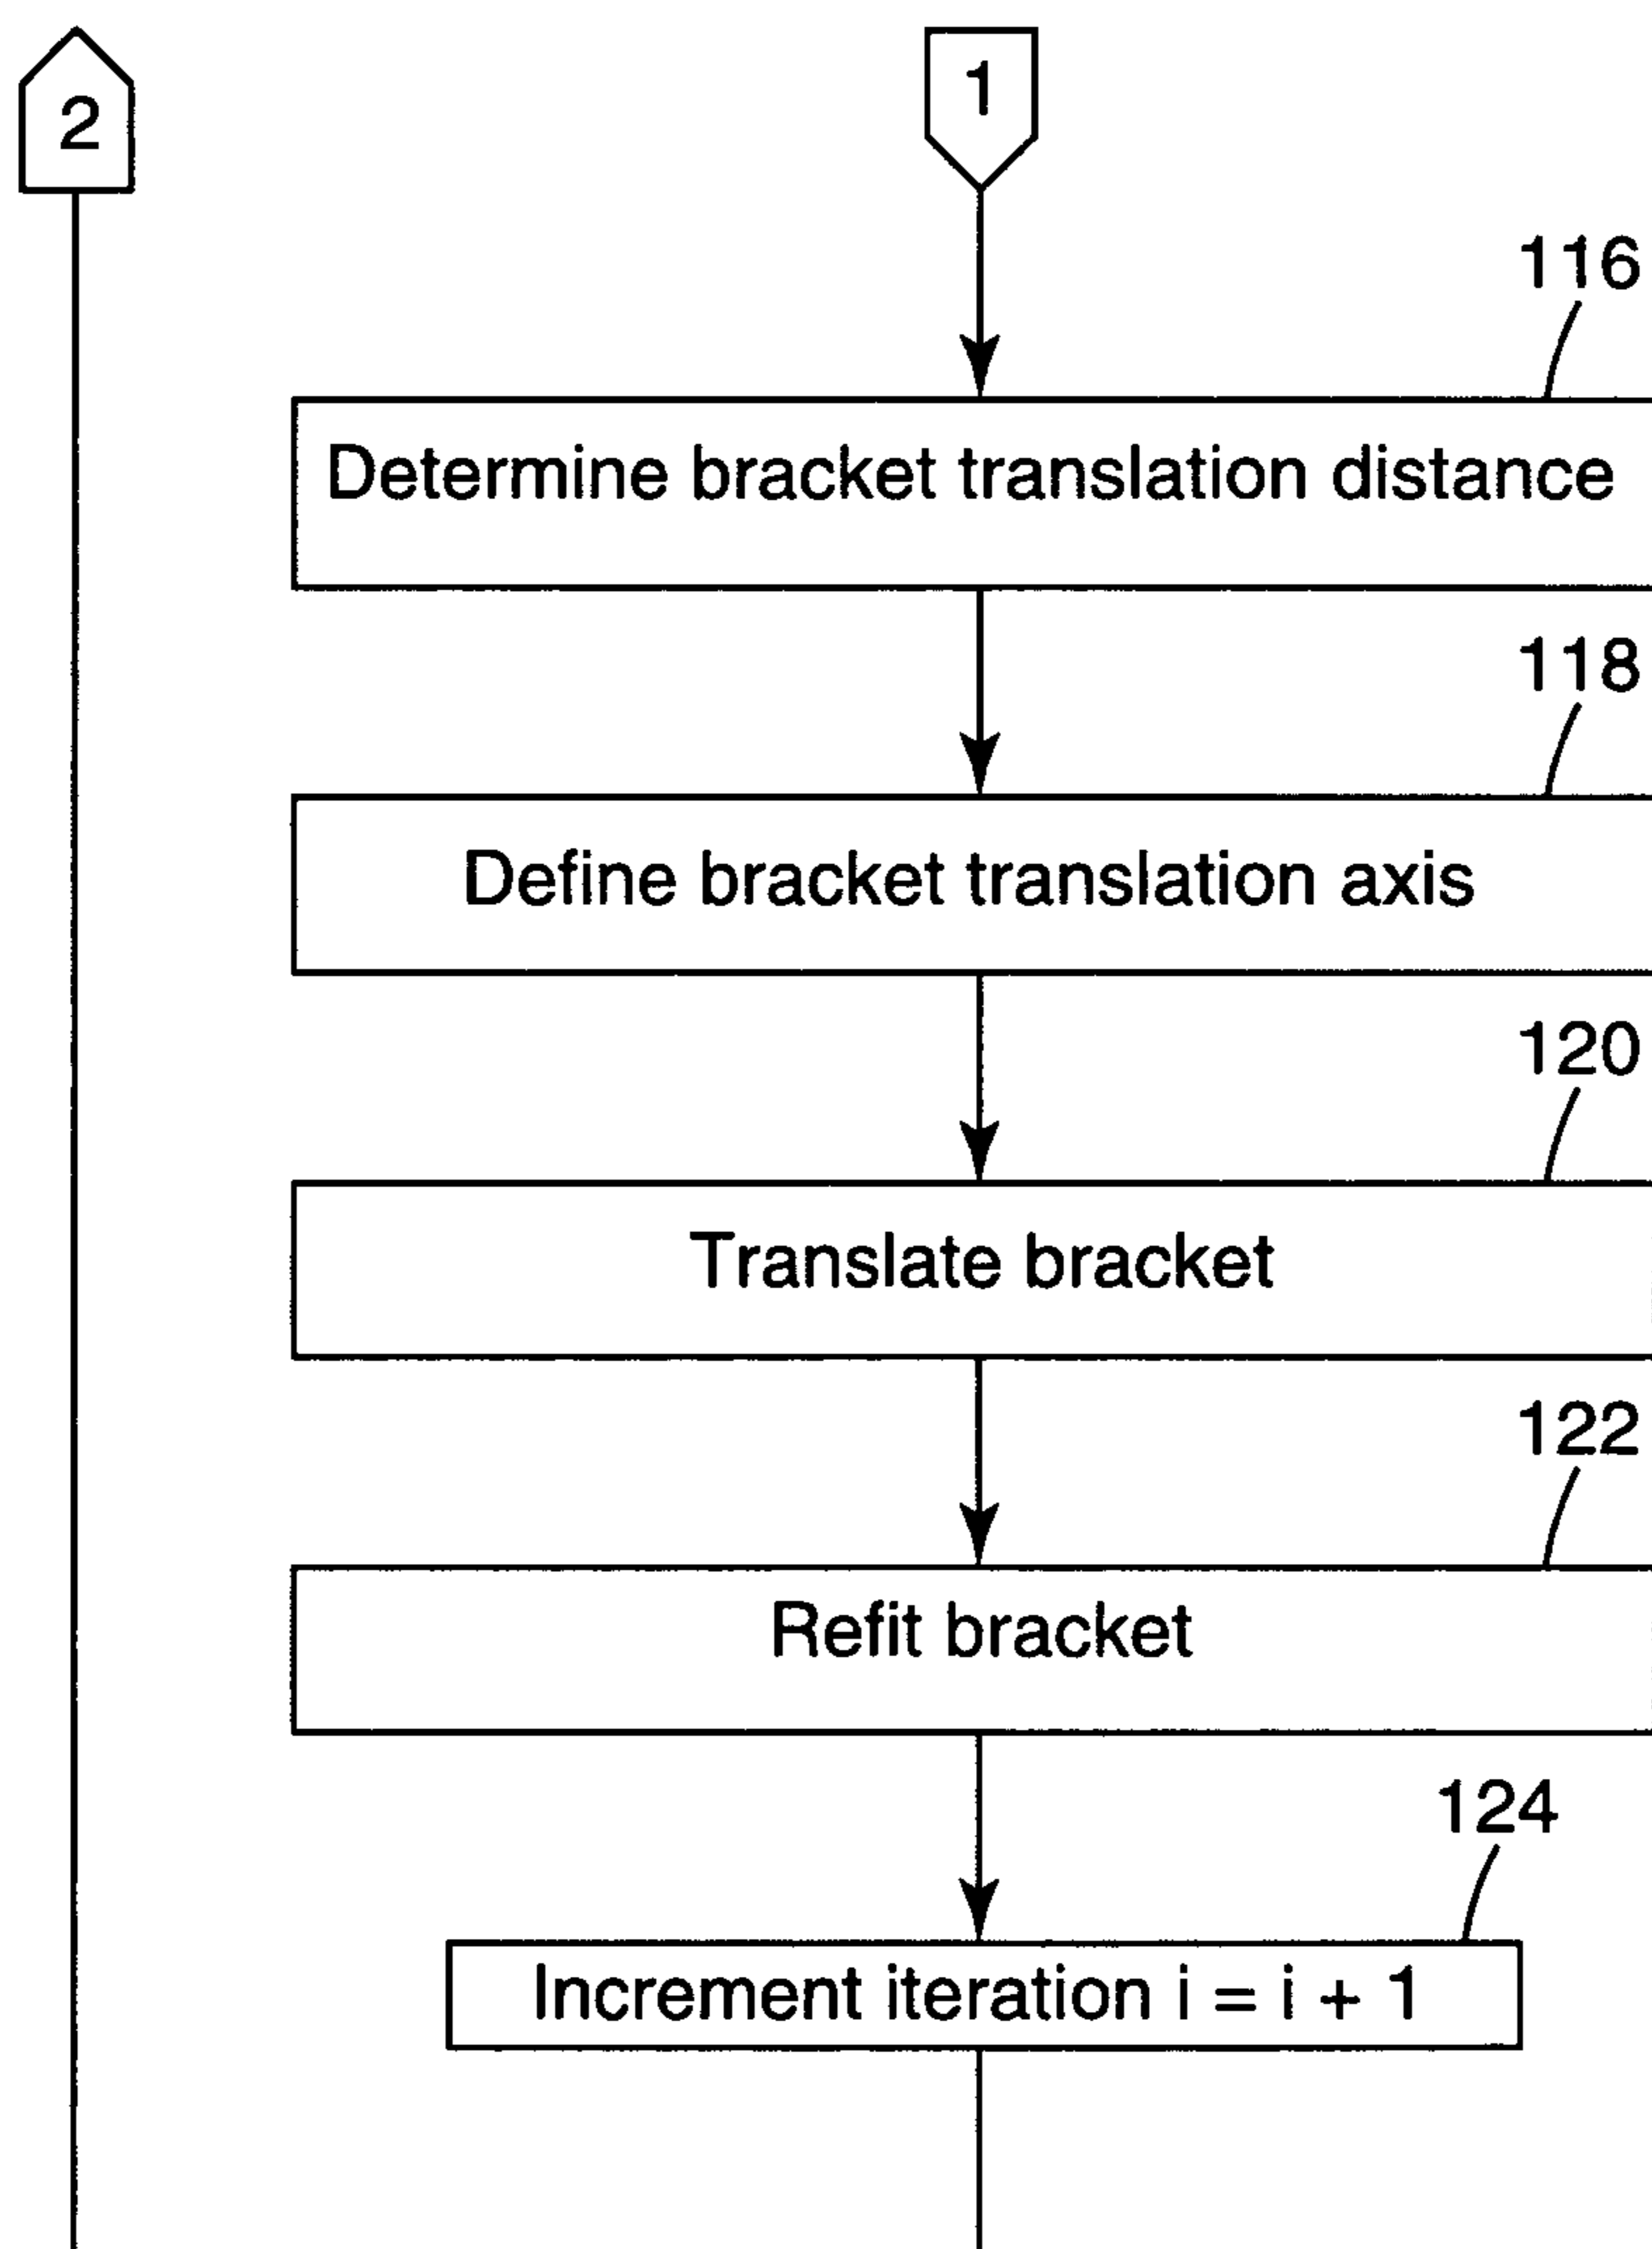 2
1
116
Determine bracket translation distance
118
Define bracket translation axis
120
Translate bracket
122
Refit bracket
124
Increment iteration i = i + 1